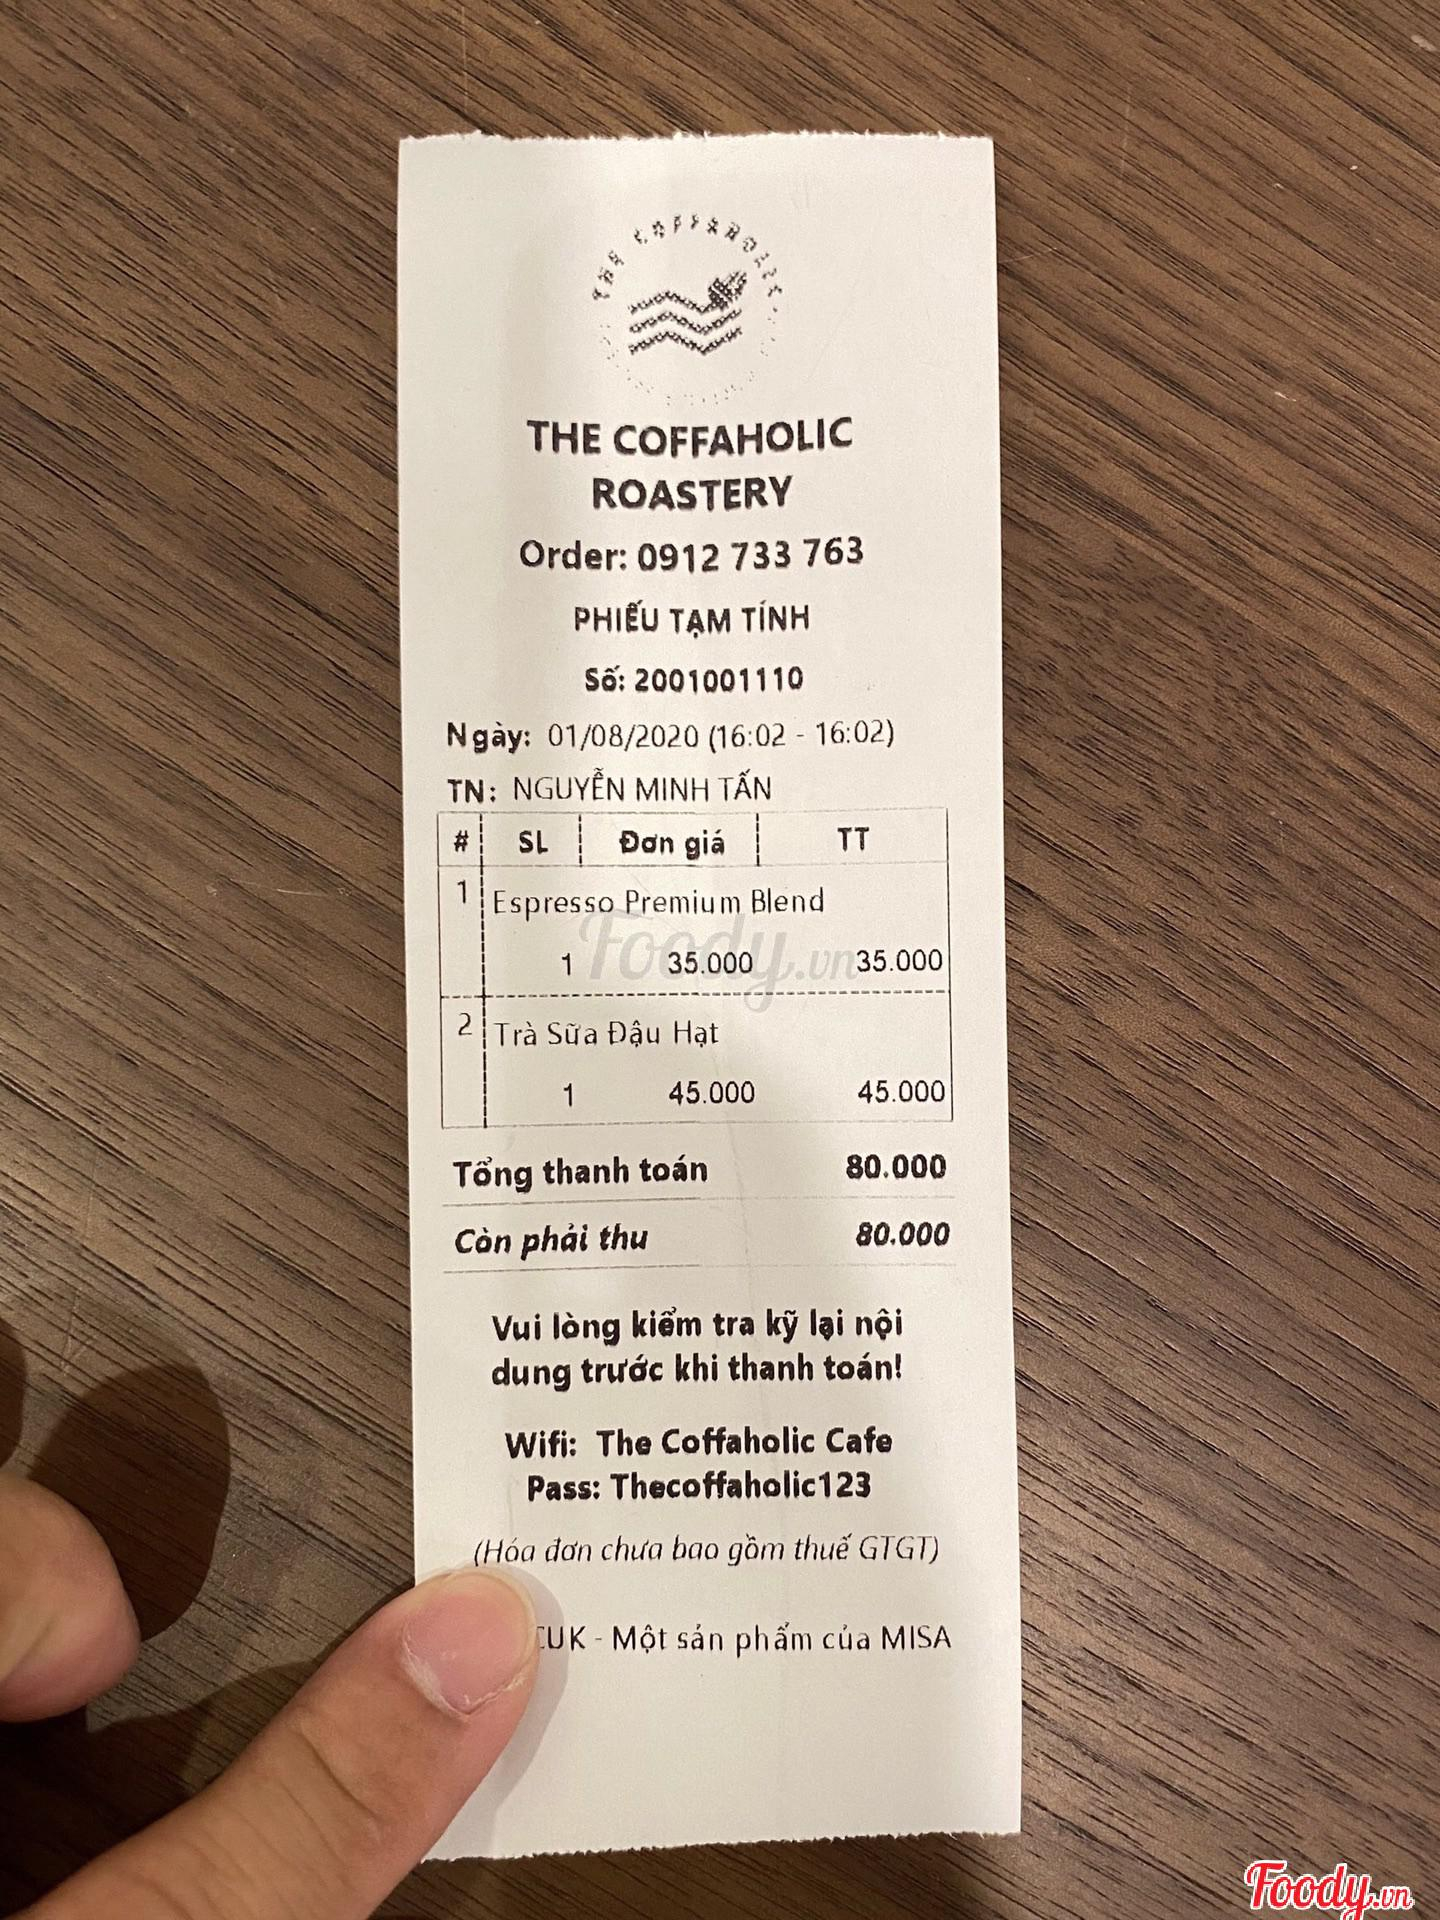 THE COFFAHOLIC
THE COFFAHOLIC
ROASTERY
Order: 0912 733 763
PHIẾU TẠM TÍNH
Số: 2001001110
Ngày: 01/08/2020 (16:02 - 16:02)
TN: NGUYỄN MINH TẤN
# SL Đơn giá TT
1 Espresso Premium Blend
1 35.000 35.000
Foody.vn
2 Trà Sữa Đậu Hạt
1 45.000 45.000
Tổng thanh toán 80.000
Còn phải thu 80.000
Vui lòng kiểm tra kỹ lại nội
dung trước khi thanh toán!
Wifi: The Coffaholic Cafe
Pass: Thecoffaholic123
(Hóa đơn chưa bao gồm thuế GTGT)
CUK - Một sản phẩm của MISA
Foody.vn